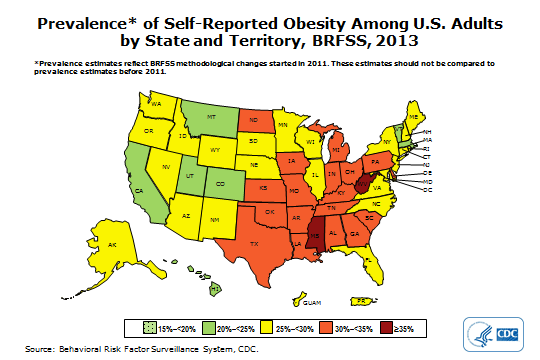 Prevalence* of Self-Reported Obesity Among U.S. Adults
by State and Territory, BRFSS, 2013
*Prevalence estimates reflect BRFSS methodological changes started in 2011. These estimates should not be compared to
prevalence estimates before 2011.
WA
MT
ND
MN
ME
OR
ID
WY
SD
WI
MI
NY
VT
NH
MA
RI
CT
NJ
DE
MD
DC
NV
UT
CO
NE
IA
IL
IN
OH
PA
CA
KS
MO
KY
WV
VA
AZ
NM
OK
AR
TN
NC
SC
TX
LA
MS
AL
GA
FL
AK
HI
GUAM
PR
15%–<20%
20%–<25%
25%–<30%
30%–<35%
≥35%
CDC
Source: Behavioral Risk Factor Surveillance System, CDC.